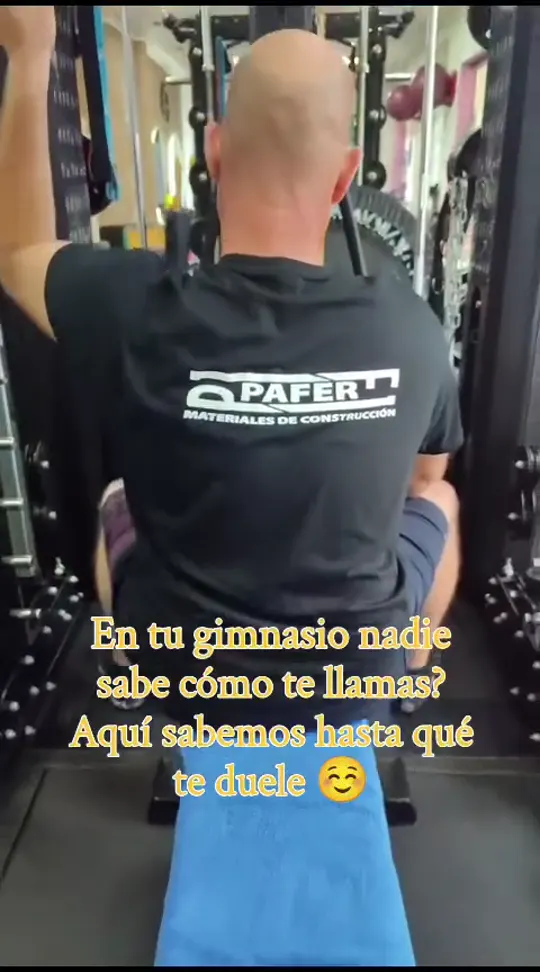 PAFER
MATERIALES DE CONSTRUCCIÓN
En tu gimnasio nadie
sabe cómo te llamas?
Aquí sabemos hasta qué
te duele ☺️